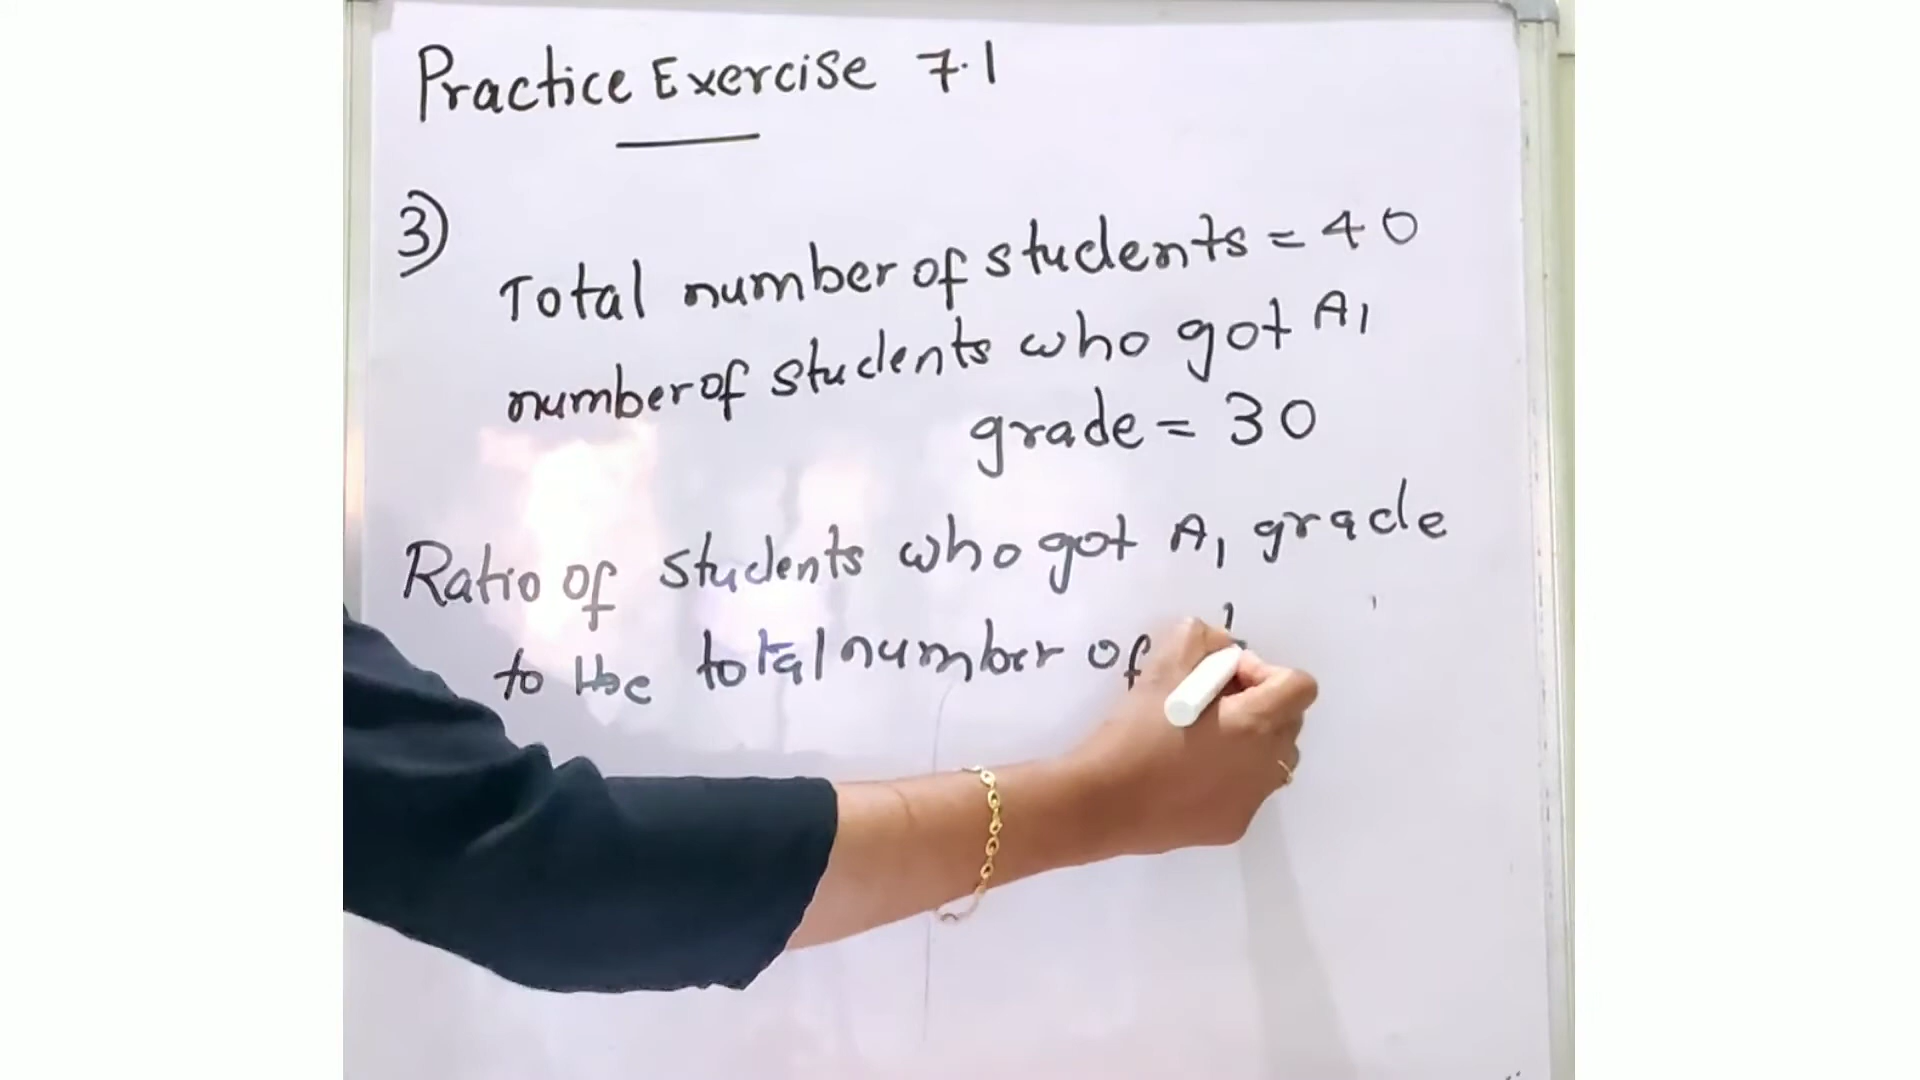 Practice Exercise 7.1
3)
Total number of students = 40
number of students who got A1
grade = 30
Ratio of students who got A1 grade
to the total number of